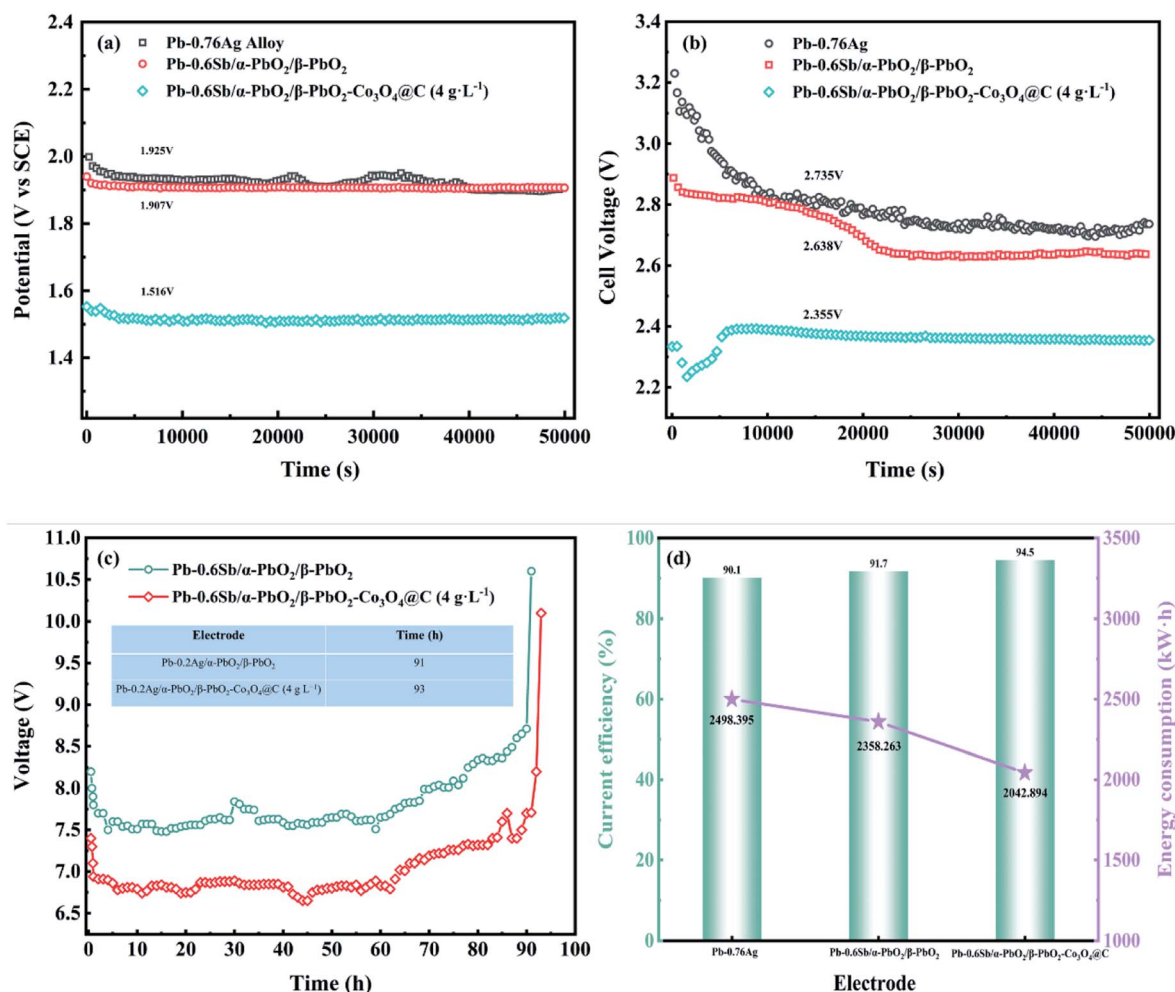 (a)
Pb-0.76Ag Alloy
Pb-0.6Sb/α-PbO₂/β-PbO₂
Pb-0.6Sb/α-PbO₂/β-PbO₂-Co₃O₄@C (4 g·L⁻¹)
2.4
2.2
2.0
1.8
1.6
1.4
Potential (V vs SCE)
1.925V
1.907V
1.516V
0 10000 20000 30000 40000 50000
Time (s)
(b)
Pb-0.76Ag
Pb-0.6Sb/α-PbO₂/β-PbO₂
Pb-0.6Sb/α-PbO₂/β-PbO₂-Co₃O₄@C (4 g·L⁻¹)
3.4
3.2
3.0
2.8
2.6
2.4
2.2
Cell Voltage (V)
2.735V
2.638V
2.355V
0 10000 20000 30000 40000 50000
Time (s)
(c)
Pb-0.6Sb/α-PbO₂/β-PbO₂
Pb-0.6Sb/α-PbO₂/β-PbO₂-Co₃O₄@C (4 g·L⁻¹)
Electrode Time (h)
Pb-0.2Ag/α-PbO₂/β-PbO₂ 91
Pb-0.2Ag/α-PbO₂/β-PbO₂-Co₃O₄@C (4 g L⁻¹) 93
11.0
10.5
10.0
9.5
9.0
8.5
8.0
7.5
7.0
6.5
Voltage (V)
0 10 20 30 40 50 60 70 80 90 100
Time (h)
(d)
100
80
60
40
20
0
Current efficiency (%)
90.1
91.7
94.5
2498.395
2358.263
2042.894
3500
3000
2500
2000
1500
1000
Energy consumption (kW·h)
Pb-0.76Ag
Pb-0.6Sb/α-PbO₂/β-PbO₂
Pb-0.6Sb/α-PbO₂/β-PbO₂-Co₃O₄@C
Electrode